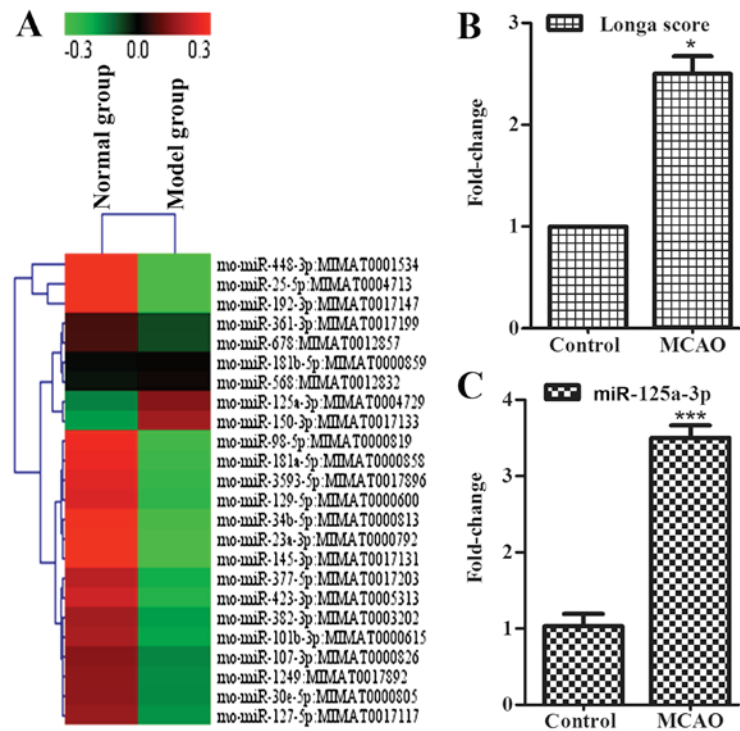 A
-0.3 0.0 0.3
Normal group
Model group
rno-miR-448-3p:MIMAT0001534
rno-miR-25-5p:MIMAT0004713
rno-miR-192-3p:MIMAT0017147
rno-miR-361-3p:MIMAT0017199
rno-miR-678:MIMAT0012857
rno-miR-181b-5p:MIMAT0000859
rno-miR-568:MIMAT0012832
rno-miR-125a-3p:MIMAT0004729
rno-miR-150-3p:MIMAT0017133
rno-miR-98-5p:MIMAT0000819
rno-miR-181a-5p:MIMAT0000858
rno-miR-3593-5p:MIMAT0017896
rno-miR-129-5p:MIMAT0000600
rno-miR-34b-5p:MIMAT0000813
rno-miR-23a-3p:MIMAT0000792
rno-miR-145-3p:MIMAT0017131
rno-miR-377-5p:MIMAT0017203
rno-miR-423-3p:MIMAT0005313
rno-miR-382-3p:MIMAT0003202
rno-miR-101b-3p:MIMAT0000615
rno-miR-107-3p:MIMAT0000826
rno-miR-1249:MIMAT0017892
rno-miR-30e-5p:MIMAT0000805
rno-miR-127-5p:MIMAT0017117
B
Longa score
Fold-change
3
2
1
0
*
Control MCAO
C
miR-125a-3p
Fold-change
4
3
2
1
0
***
Control MCAO